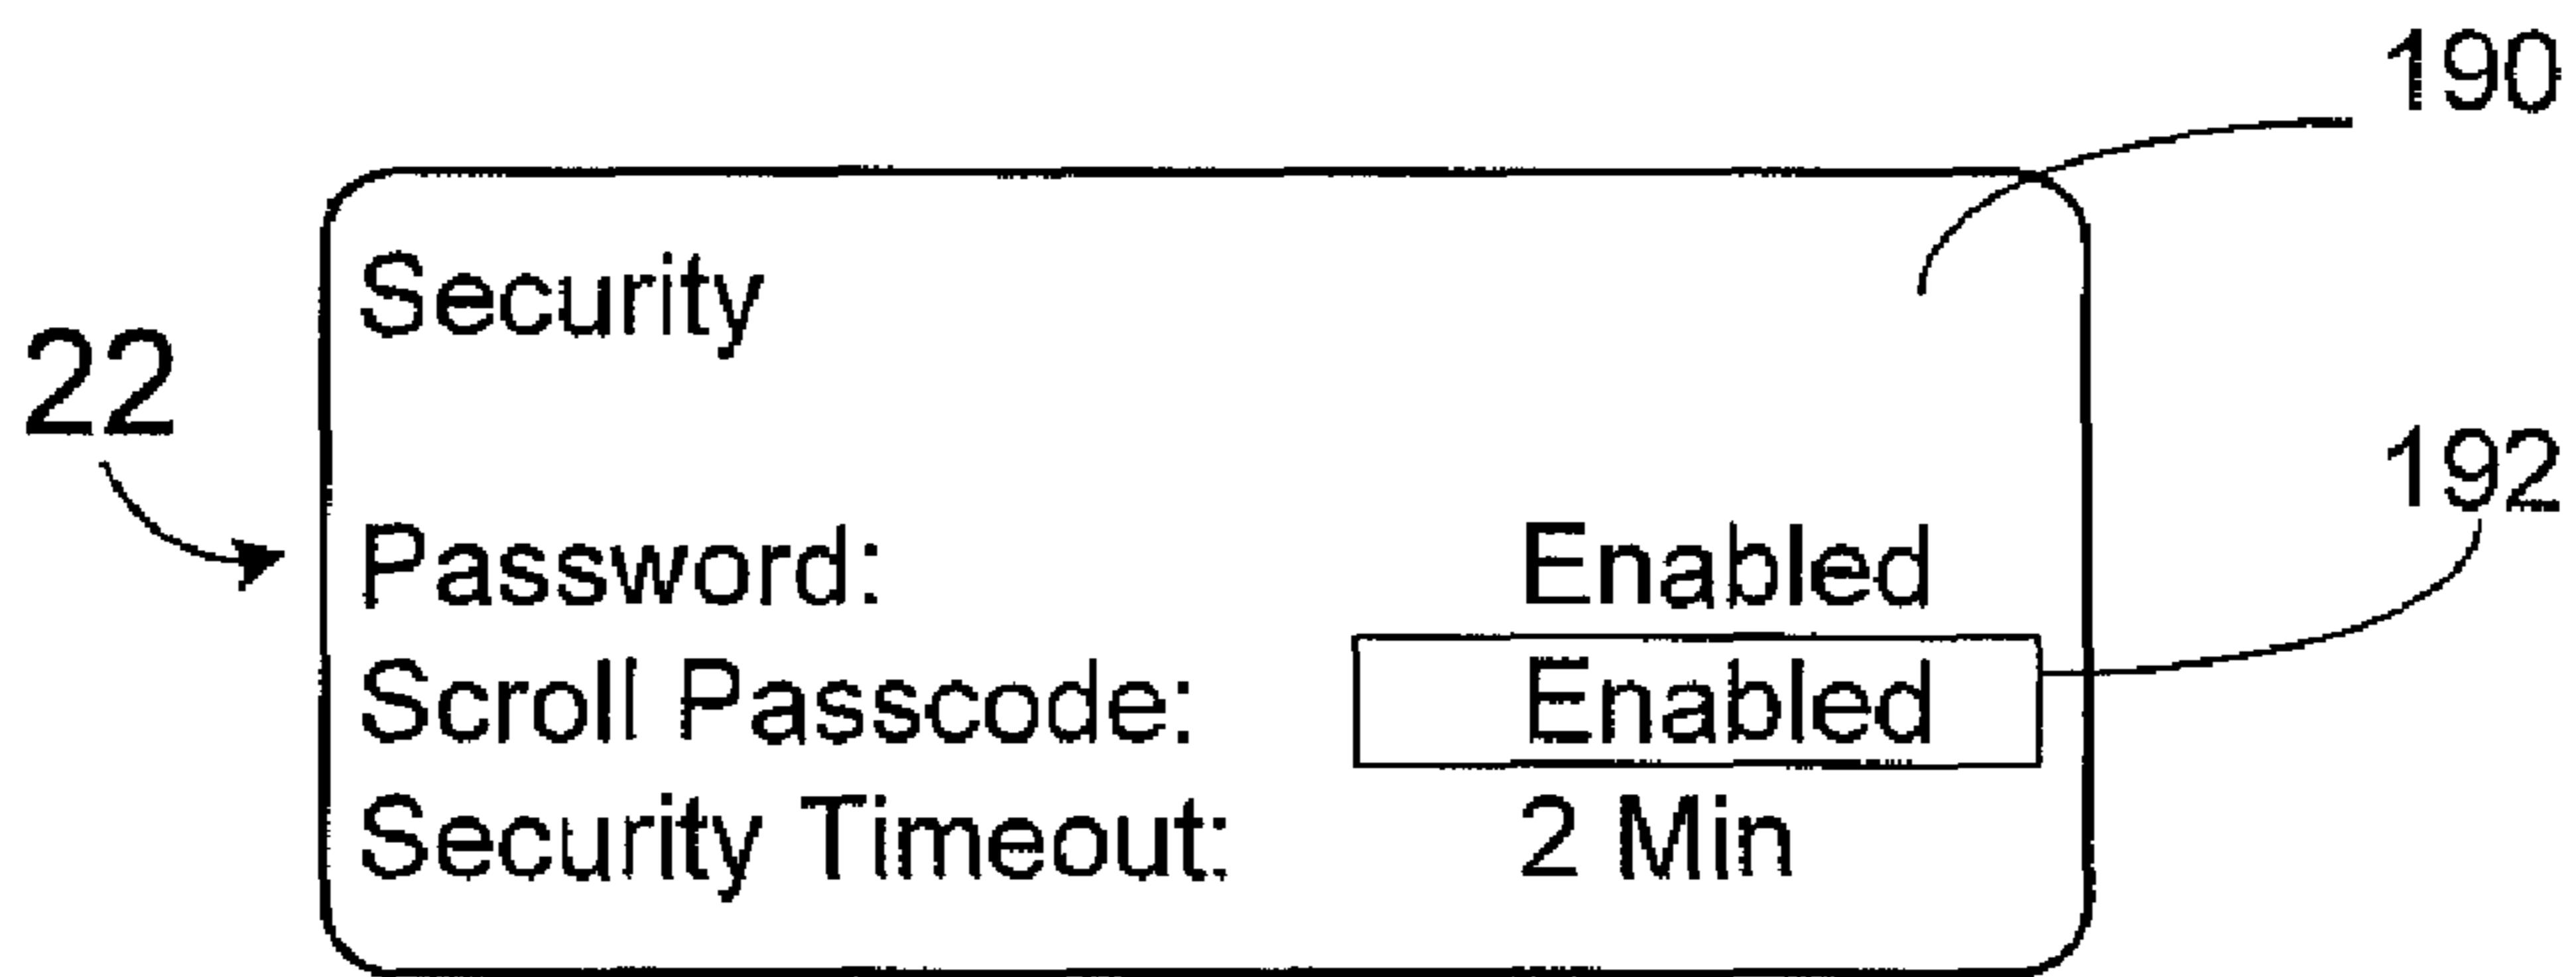 190
Security
22
192
Password: Enabled
Scroll Passcode: Enabled
Security Timeout: 2 Min